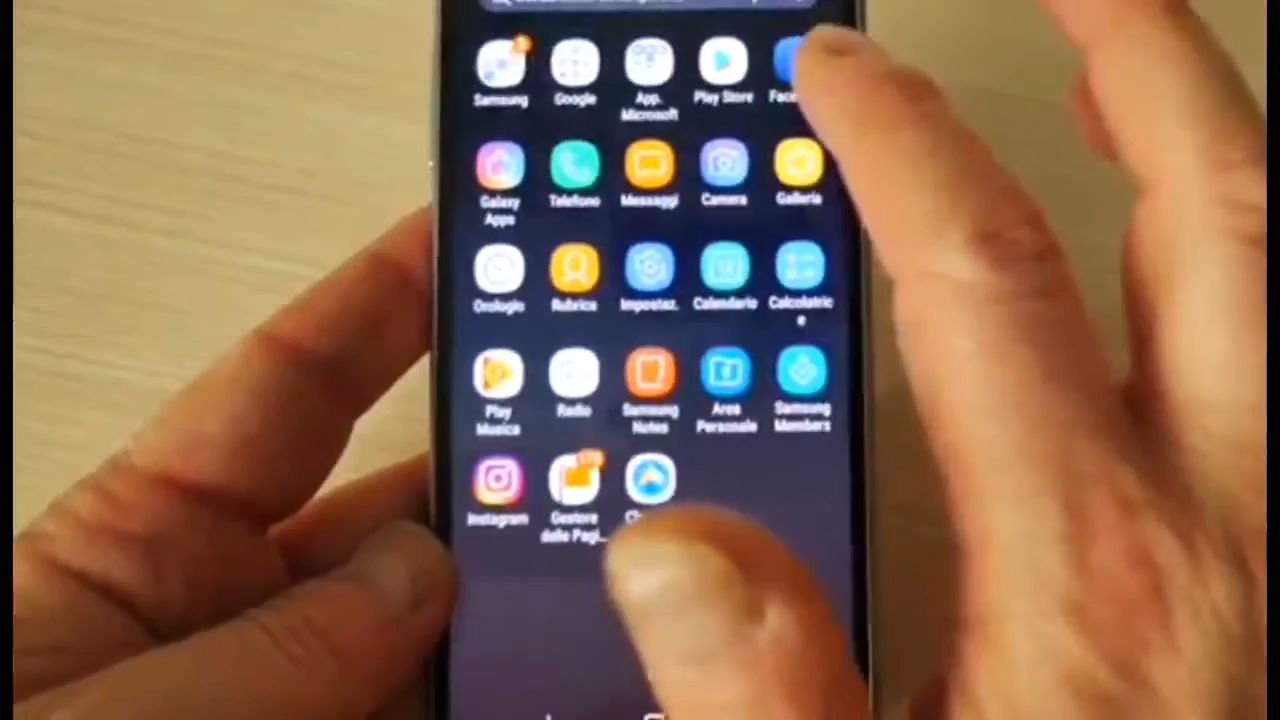 Samsung
Google
App.
Microsoft
Play Store
Face
Galaxy
Apps
Telefono
Messaggi
Camera
Galleria
Orologio
Rubrica
Impostaz.
Calendario
Calcolatric
e
Play
Musica
Radio
Samsung
Notes
Area
Personale
Samsung
Members
Instagram
Gestore
delle Pagi...